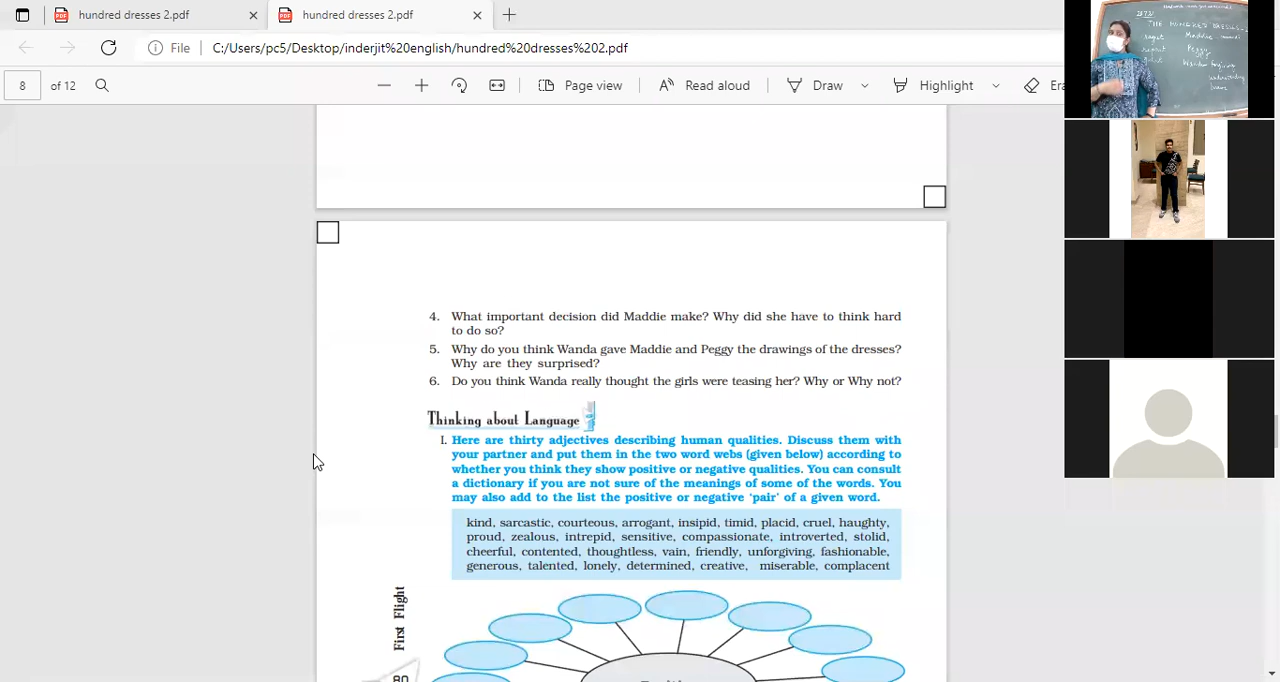 hundred dresses 2.pdf
hundred dresses 2.pdf
File
C:/Users/pc5/Desktop/inderjit%20english/hundred%20dresses%202.pdf
8 of 12
Page view
Read aloud
Draw
Highlight
Era
4. What important decision did Maddie make? Why did she have to think hard
to do so?
5. Why do you think Wanda gave Maddie and Peggy the drawings of the dresses?
Why are they surprised?
6. Do you think Wanda really thought the girls were teasing her? Why or Why not?
Thinking about Language
I. Here are thirty adjectives describing human qualities. Discuss them with
your partner and put them in the two word webs (given below) according to
whether you think they show positive or negative qualities. You can consult
a dictionary if you are not sure of the meanings of some of the words. You
may also add to the list the positive or negative ‘pair’ of a given word.
kind, sarcastic, courteous, arrogant, insipid, timid, placid, cruel, haughty,
proud, zealous, intrepid, sensitive, compassionate, introverted, stolid,
cheerful, contented, thoughtless, vain, friendly, unforgiving, fashionable,
generous, talented, lonely, determined, creative, miserable, complacent
First Flight
80
THE HUNDRED DRESSES
Maddie
Peggy
Wanda